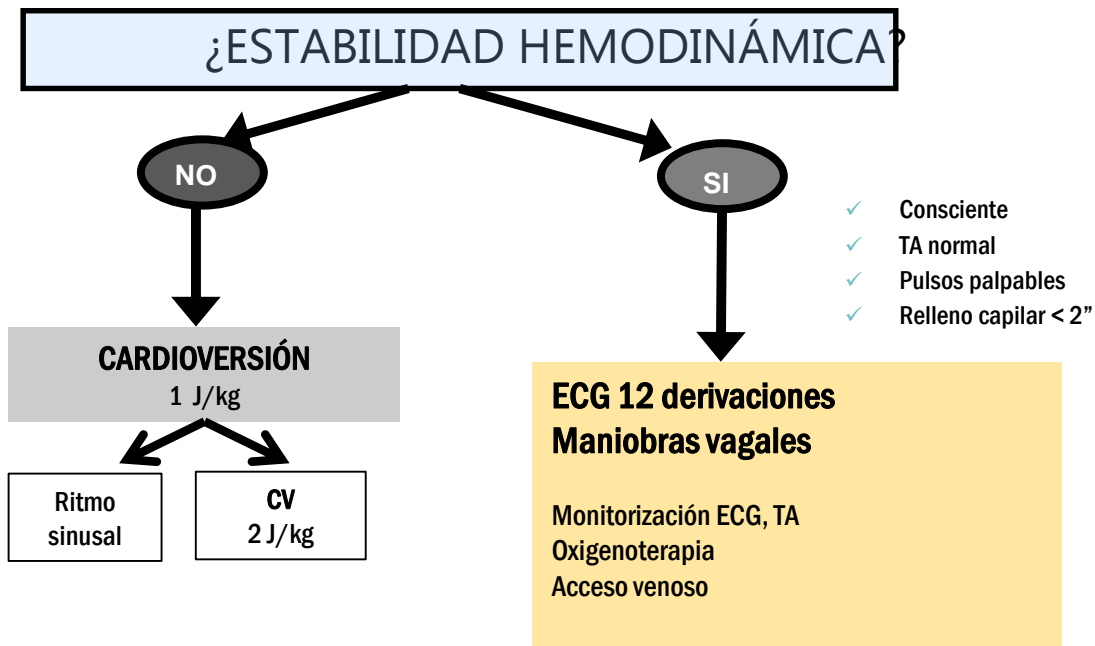 ¿ESTABILIDAD HEMODINÁMICA?
NO
SI
✓ Consciente
✓ TA normal
✓ Pulsos palpables
✓ Relleno capilar < 2”
CARDIOVERSIÓN
1 J/kg
Ritmo
sinusal
CV
2 J/kg
ECG 12 derivaciones
Maniobras vagales
Monitorización ECG, TA
Oxigenoterapia
Acceso venoso